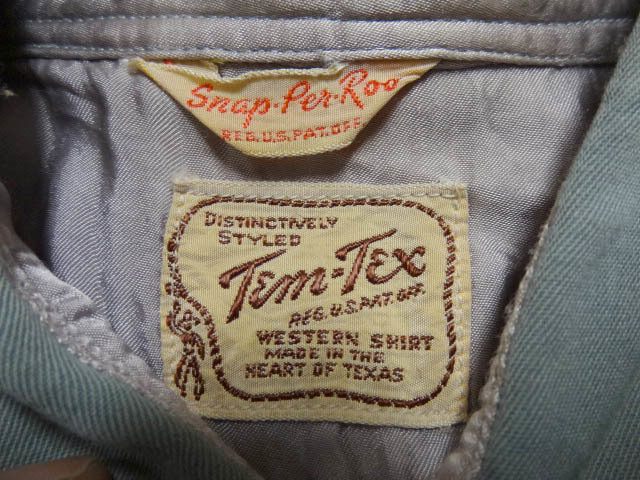 Snap-Per-Roo
REG.U.S.PAT.OFF.
DISTINCTIVELY
STYLED
Tem-Tex
REG.U.S.PAT.OFF.
WESTERN SHIRT
MADE IN THE
HEART OF TEXAS